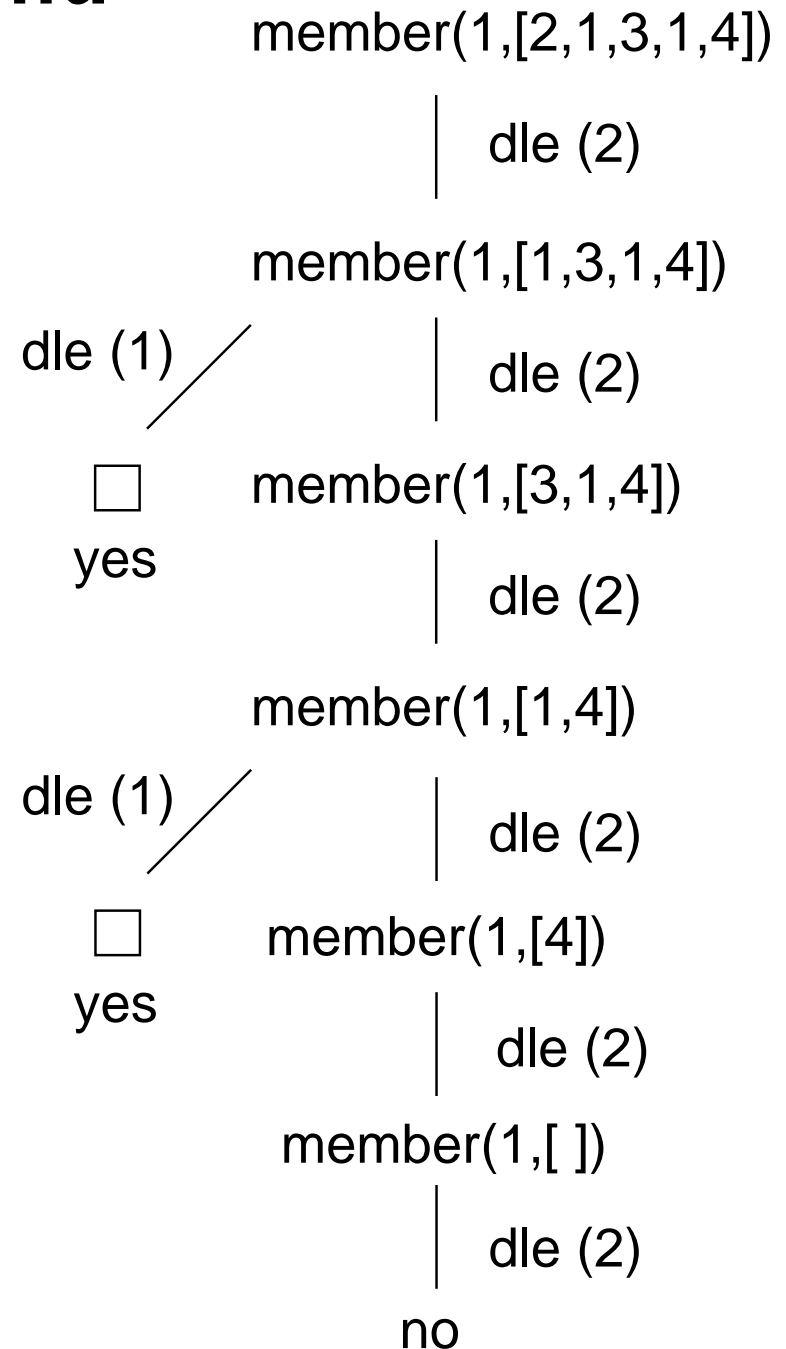 member(1,[2,1,3,1,4])
dle (2)
member(1,[1,3,1,4])
dle (1)
dle (2)
yes
member(1,[3,1,4])
dle (2)
member(1,[1,4])
dle (1)
dle (2)
yes
member(1,[4])
dle (2)
member(1,[ ])
dle (2)
no